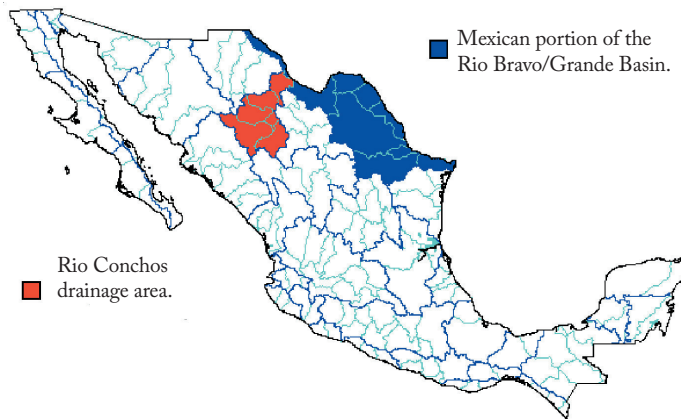 Mexican portion of the
Rio Bravo/Grande Basin.
Rio Conchos
drainage area.